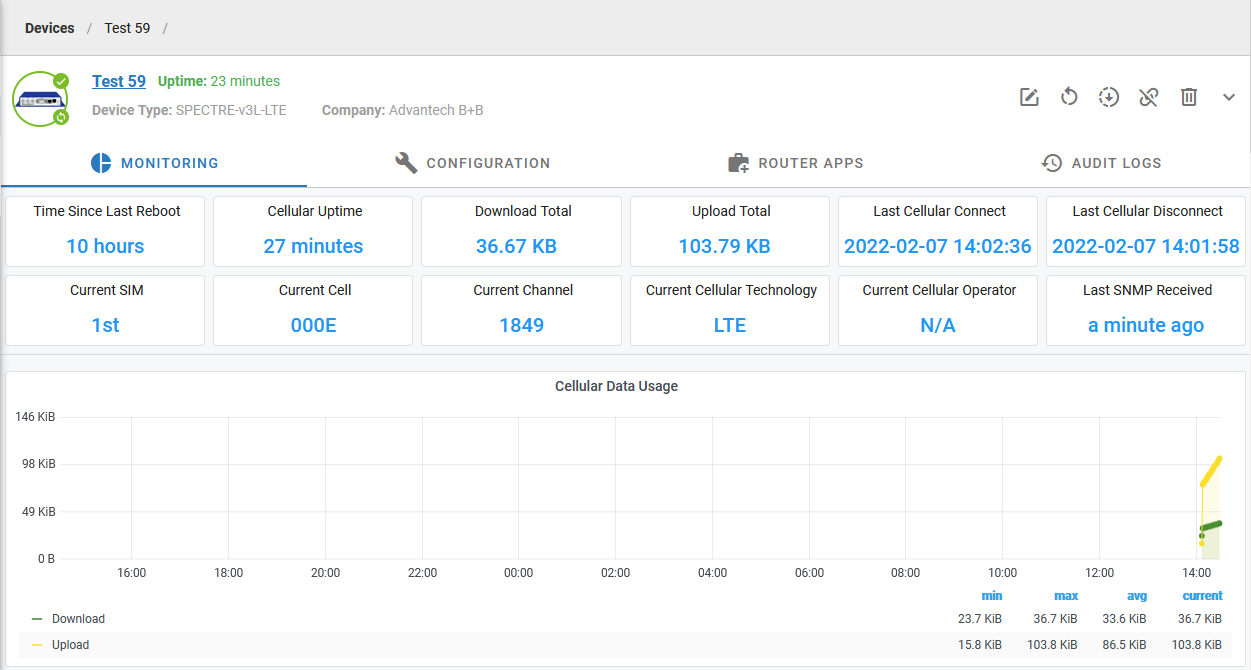 Devices / Test 59 /
Test 59 Uptime: 23 minutes
Device Type: SPECTRE-v3L-LTE Company: Advantech B+B
MONITORING CONFIGURATION ROUTER APPS AUDIT LOGS
Time Since Last Reboot Cellular Uptime Download Total Upload Total Last Cellular Connect Last Cellular Disconnect
10 hours 27 minutes 36.67 KB 103.79 KB 2022-02-07 14:02:36 2022-02-07 14:01:58
Current SIM Current Cell Current Channel Current Cellular Technology Current Cellular Operator Last SNMP Received
1st 000E 1849 LTE N/A a minute ago
Cellular Data Usage
146 KiB
98 KiB
49 KiB
0 B
16:00 18:00 20:00 22:00 00:00 02:00 04:00 06:00 08:00 10:00 12:00 14:00
min max avg current
Download 23.7 KiB 36.7 KiB 33.6 KiB 36.7 KiB
Upload 15.8 KiB 103.8 KiB 86.5 KiB 103.8 KiB